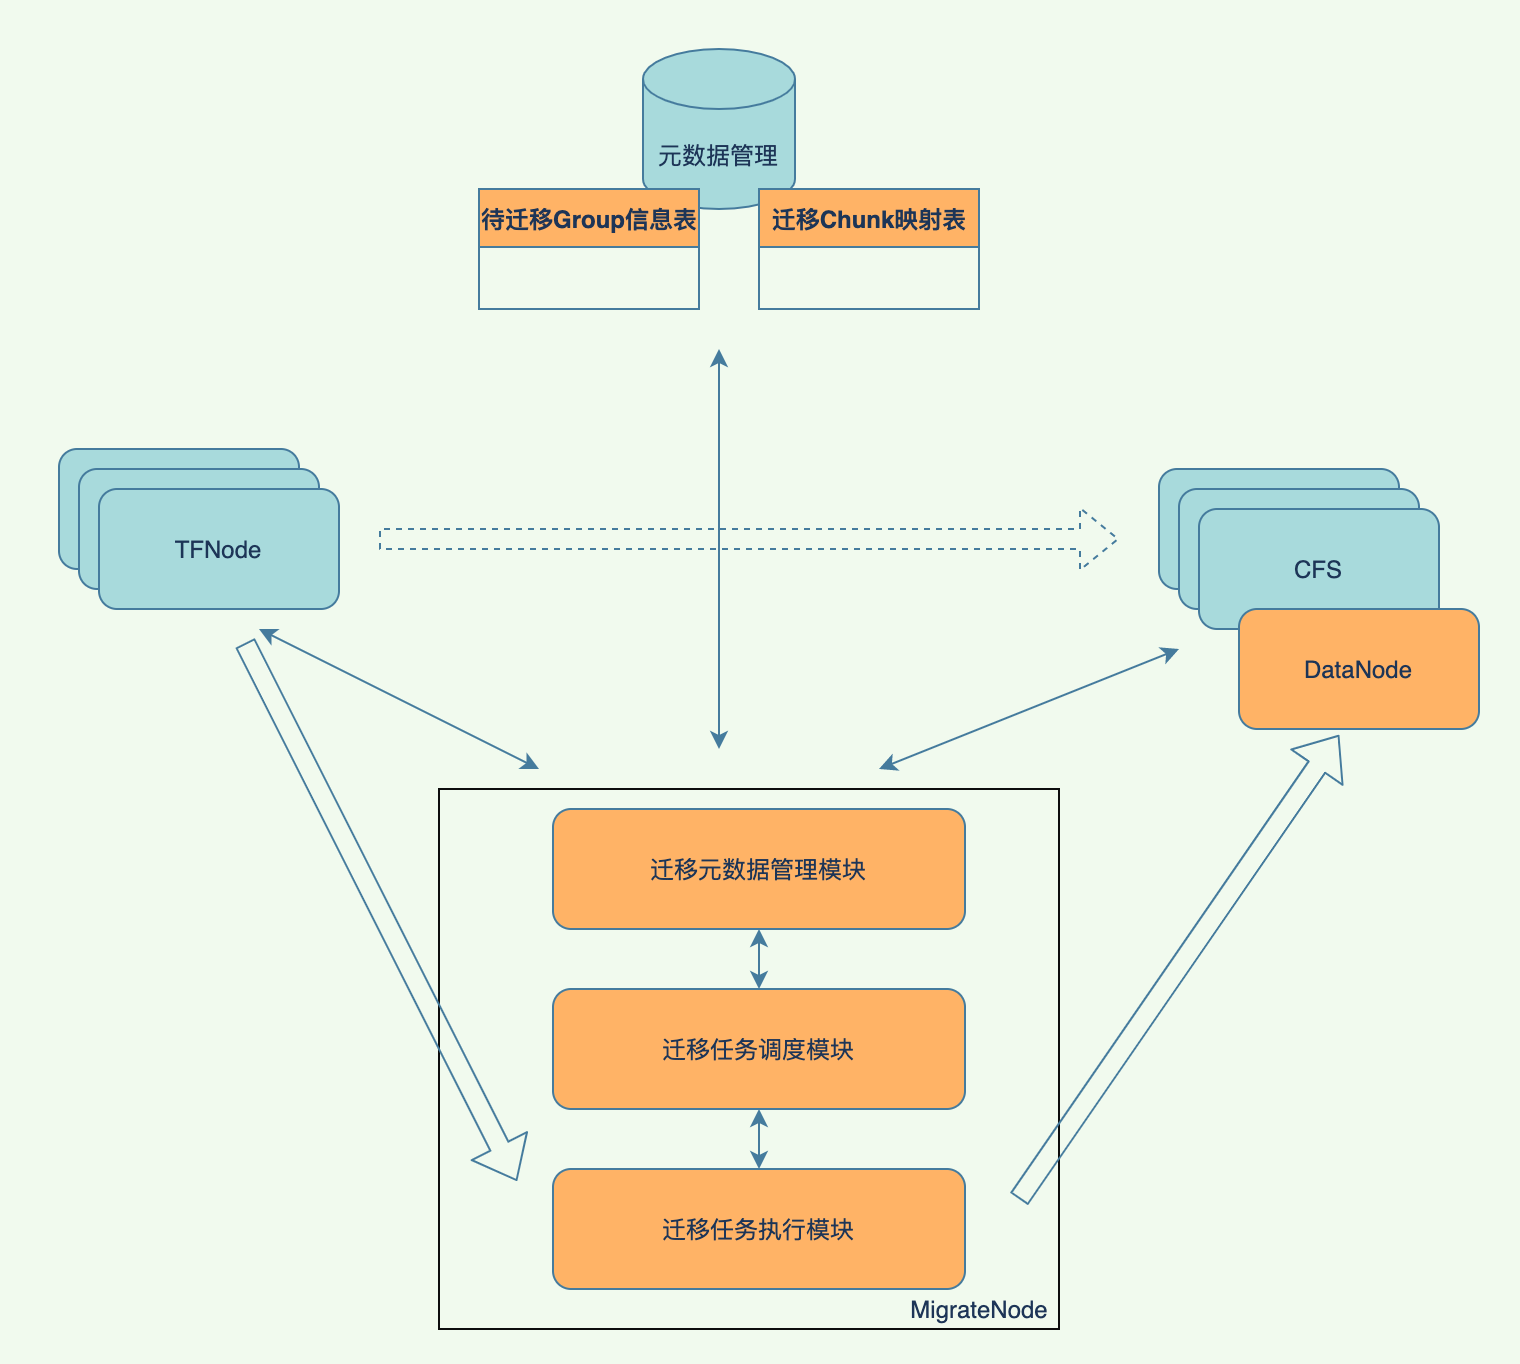 元数据管理
待迁移Group信息表
迁移Chunk映射表
TFNode
CFS
DataNode
迁移元数据管理模块
迁移任务调度模块
迁移任务执行模块
MigrateNode